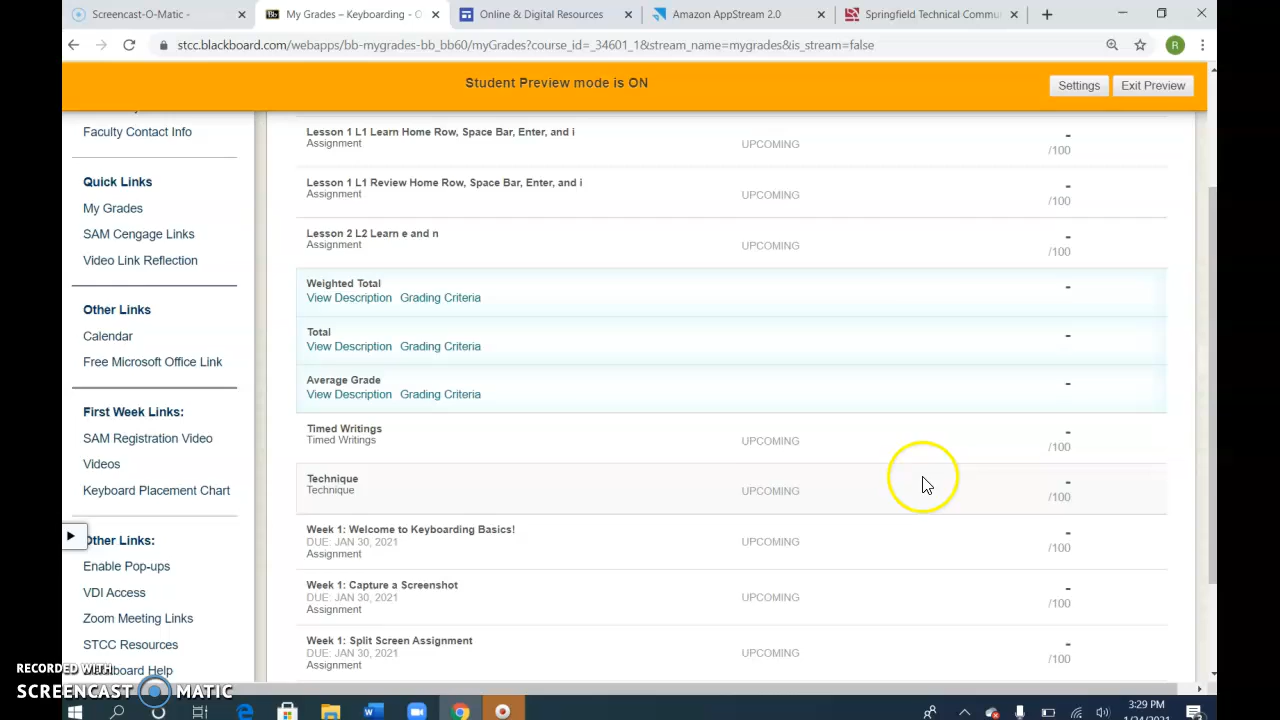 Screencast-O-Matic -
My Grades – Keyboarding - O
Online & Digital Resources
Amazon AppStream 2.0
Springfield Technical Commu
stcc.blackboard.com/webapps/bb-mygrades-bb_bb60/myGrades?course_id=_34601_1&stream_name=mygrades&is_stream=false
R
Student Preview mode is ON
Settings
Exit Preview
Faculty Contact Info
Quick Links
My Grades
SAM Cengage Links
Video Link Reflection
Other Links
Calendar
Free Microsoft Office Link
First Week Links:
SAM Registration Video
Videos
Keyboard Placement Chart
Other Links:
Enable Pop-ups
VDI Access
Zoom Meeting Links
STCC Resources
Help
Lesson 1 L1 Learn Home Row, Space Bar, Enter, and i
Assignment
UPCOMING
-
/100
Lesson 1 L1 Review Home Row, Space Bar, Enter, and i
Assignment
UPCOMING
-
/100
Lesson 2 L2 Learn e and n
Assignment
UPCOMING
-
/100
Weighted Total
View Description Grading Criteria
-
Total
View Description Grading Criteria
-
Average Grade
View Description Grading Criteria
-
Timed Writings
Timed Writings
UPCOMING
-
/100
Technique
Technique
UPCOMING
-
/100
Week 1: Welcome to Keyboarding Basics!
DUE: JAN 30, 2021
Assignment
UPCOMING
-
/100
Week 1: Capture a Screenshot
DUE: JAN 30, 2021
Assignment
UPCOMING
-
/100
Week 1: Split Screen Assignment
DUE: JAN 30, 2021
Assignment
UPCOMING
-
/100
RECORDED WITH
SCREENCAST MATIC
3:29 PM
1/24/2021